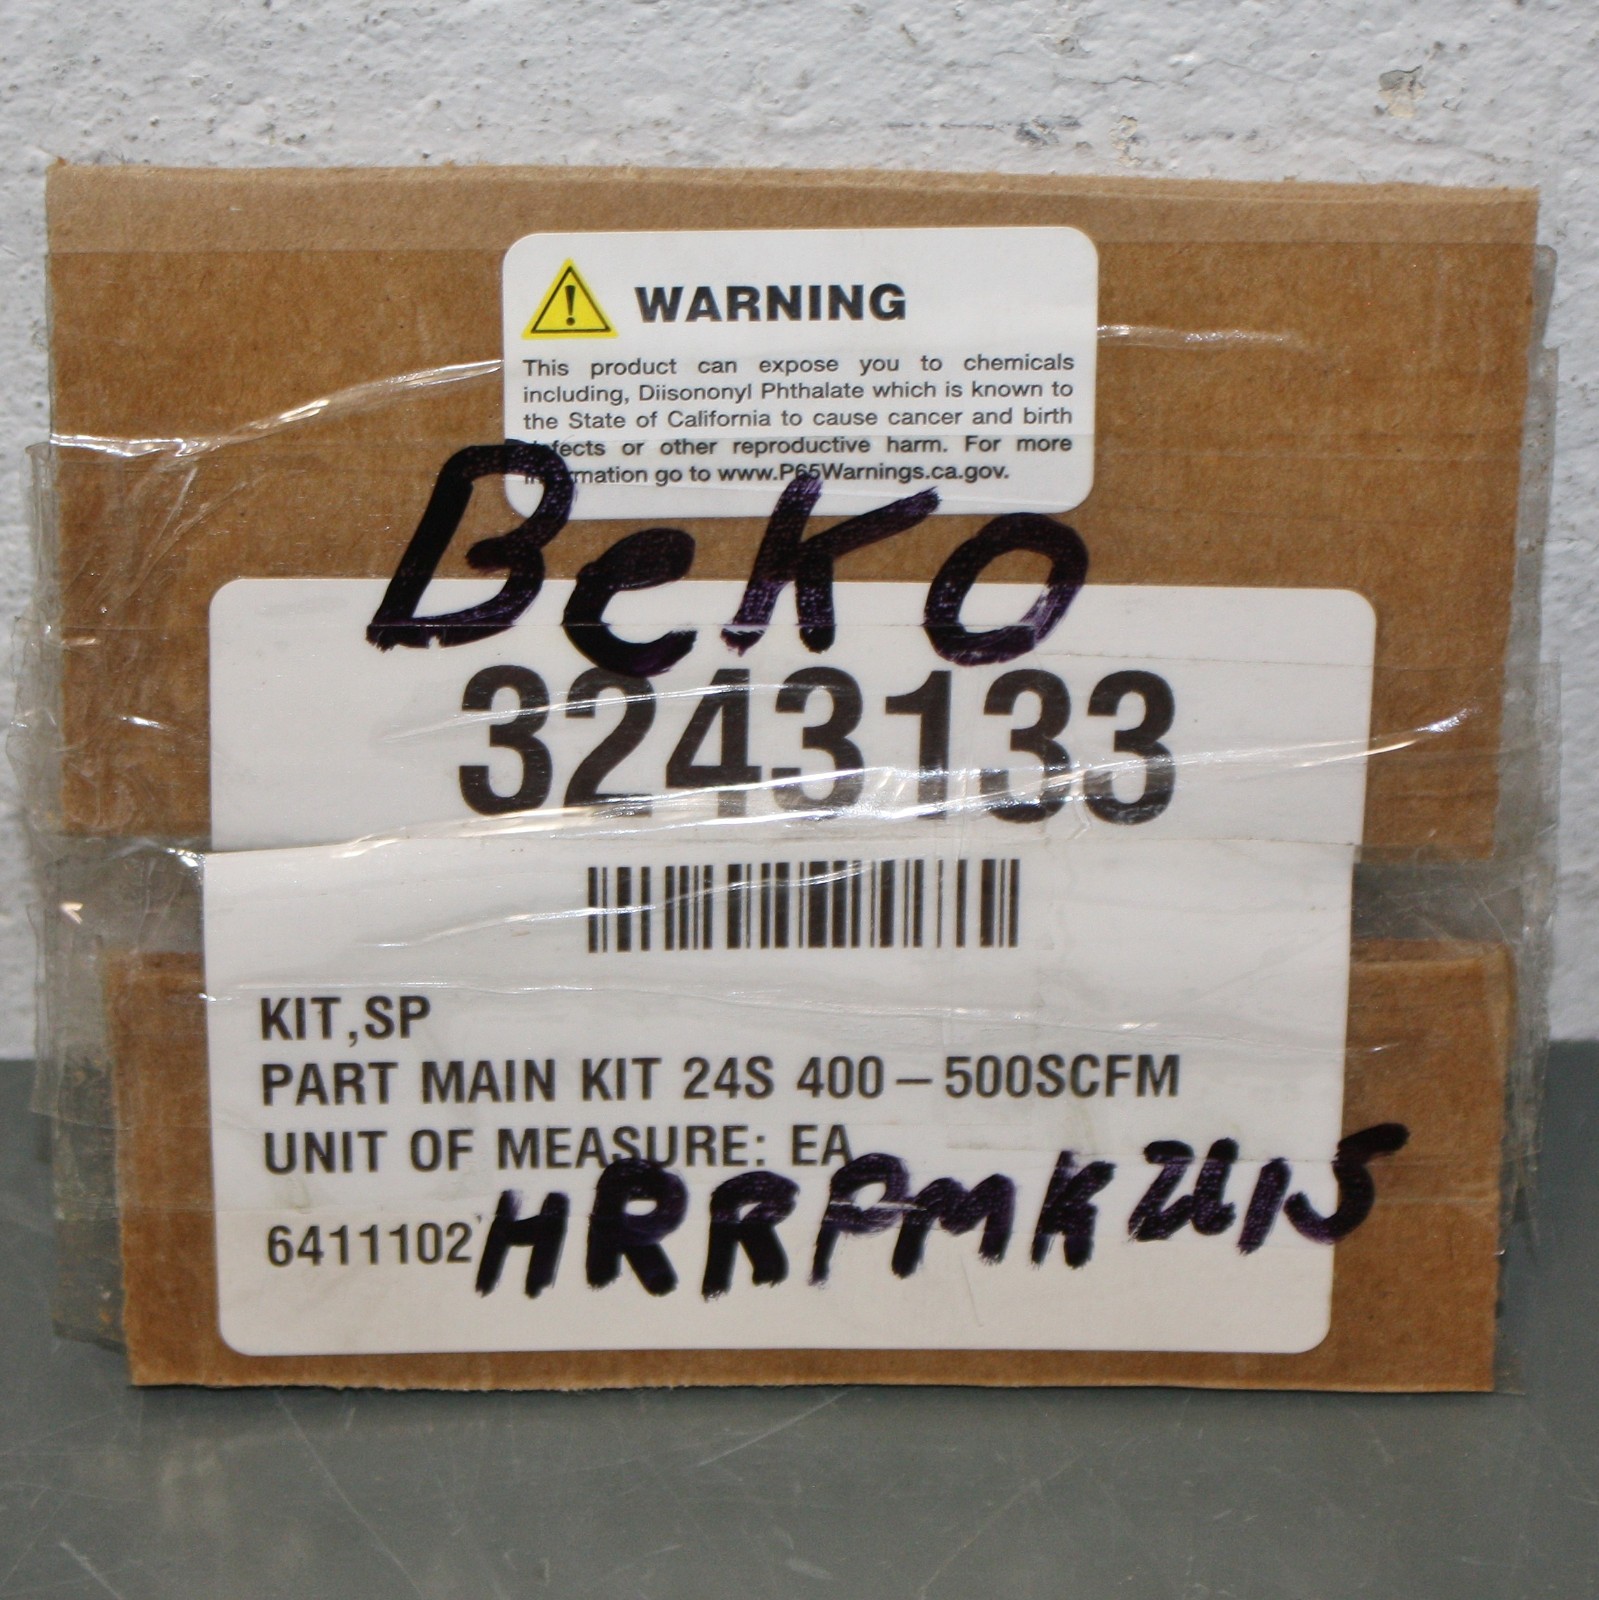 WARNING
This product can expose you to chemicals
including, Diisononyl Phthalate which is known to
the State of California to cause cancer and birth
defects or other reproductive harm. For more
information go to www.P65Warnings.ca.gov.
BeKO
3243133
KIT,SP
PART MAIN KIT 24S 400 – 500SCFM
UNIT OF MEASURE: EA
6411102